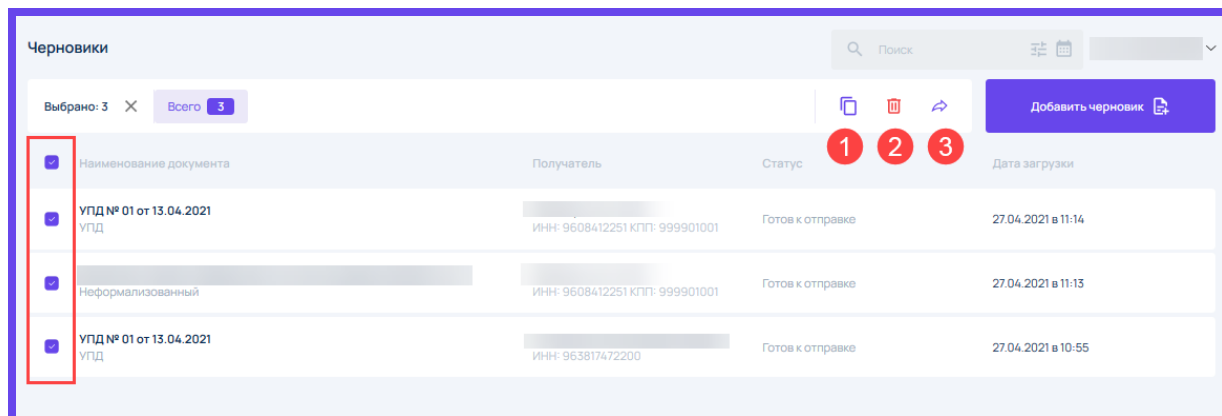 Черновики
Поиск
Выбрано: 3 Всего 3
Добавить черновик
1 2 3
Наименование документа Получатель Статус Дата загрузки
УПД № 01 от 13.04.2021
УПД ИНН: 9608412251 КПП: 999901001 Готов к отправке 27.04.2021 в 11:14
Неформализованный ИНН: 9608412251 КПП: 999901001 Готов к отправке 27.04.2021 в 11:13
УПД № 01 от 13.04.2021
УПД ИНН: 963817472200 Готов к отправке 27.04.2021 в 10:55